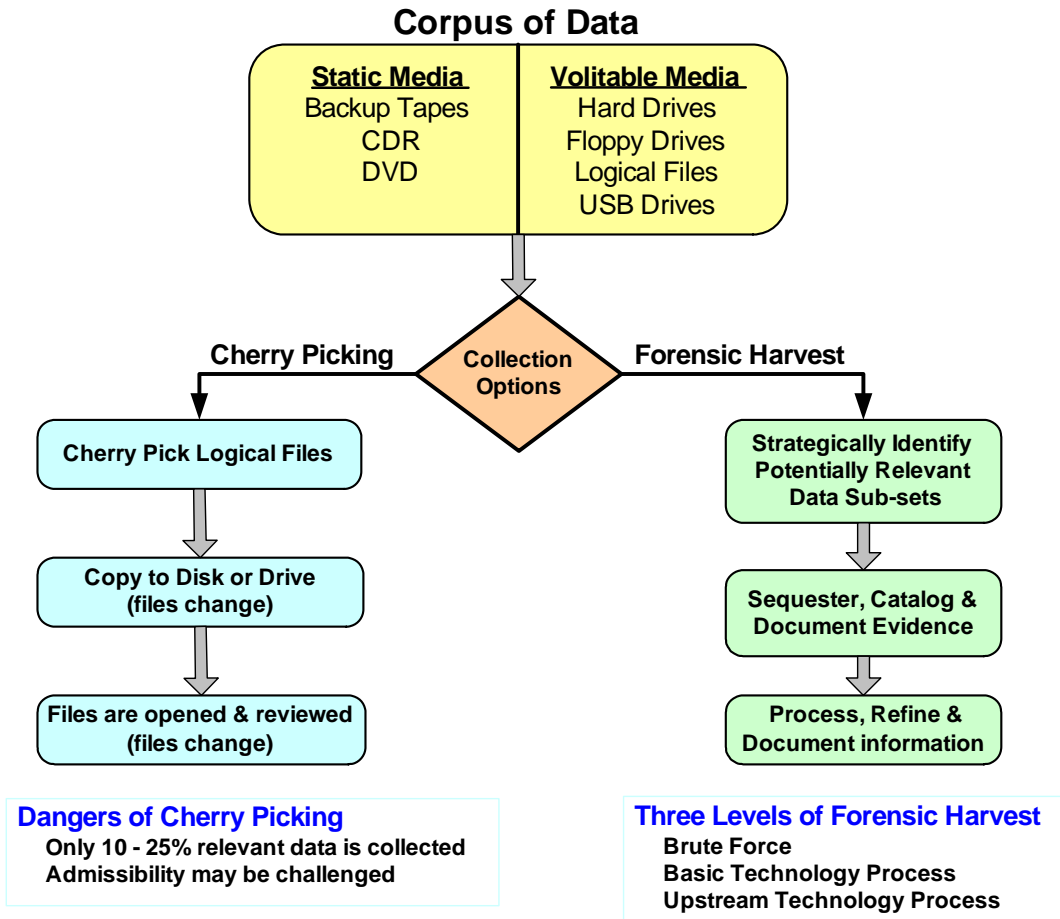 Corpus of Data
Static Media
Backup Tapes
CDR
DVD
Volitable Media
Hard Drives
Floppy Drives
Logical Files
USB Drives
Collection
Options
Cherry Picking
Cherry Pick Logical Files
Copy to Disk or Drive
(files change)
Files are opened & reviewed
(files change)
Dangers of Cherry Picking
Only 10 - 25% relevant data is collected
Admissibility may be challenged
Forensic Harvest
Strategically Identify
Potentially Relevant
Data Sub-sets
Sequester, Catalog &
Document Evidence
Process, Refine &
Document information
Three Levels of Forensic Harvest
Brute Force
Basic Technology Process
Upstream Technology Process